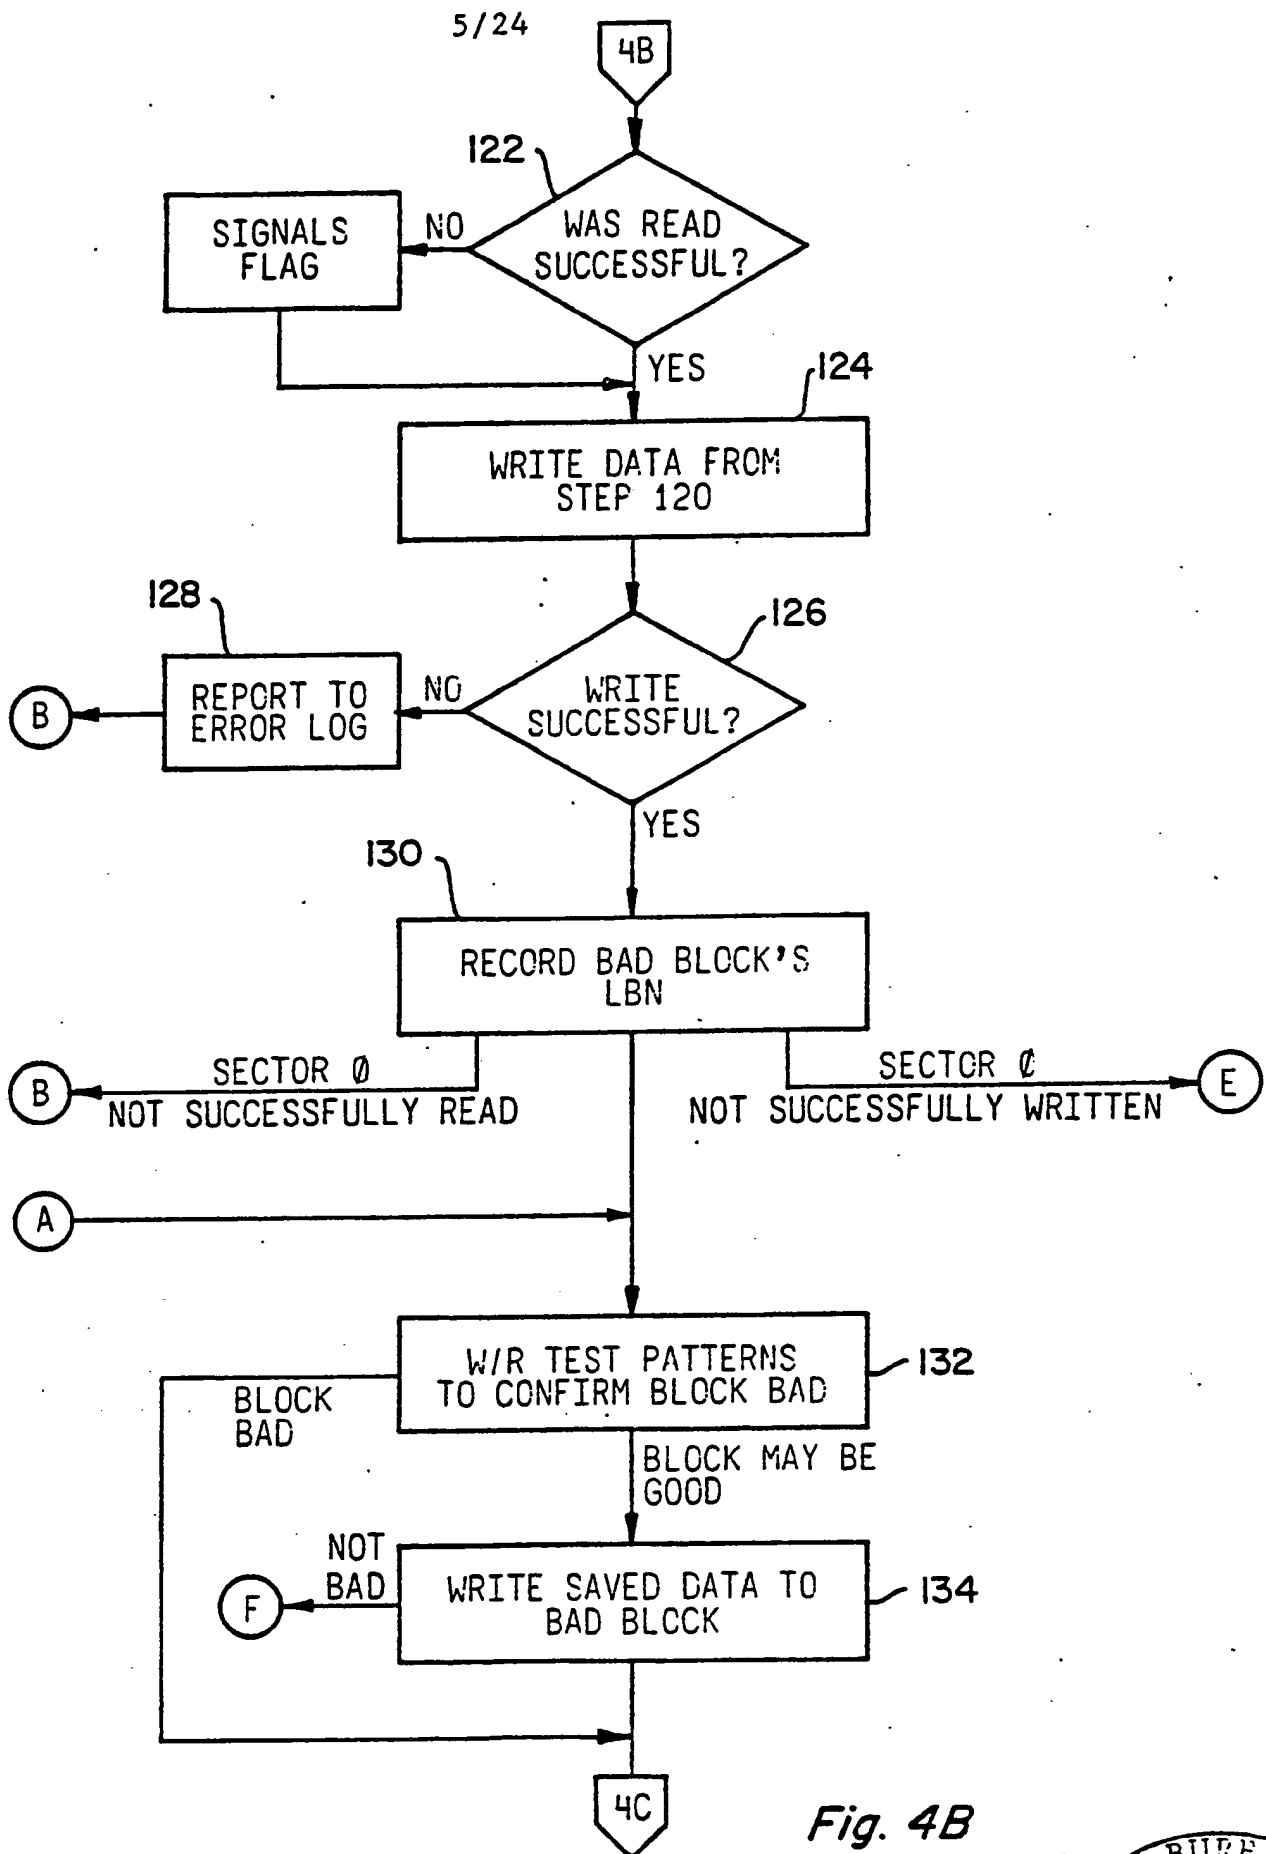 5/24
4B
122
WAS READ
SUCCESSFUL?
NO
SIGNALS
FLAG
YES
124
WRITE DATA FROM
STEP 120
128
126
WRITE
SUCCESSFUL?
NO
REPORT TO
ERROR LOG
B
YES
130
RECORD BAD BLOCK'S
LBN
B
SECTOR Ø
NOT SUCCESSFULLY READ
SECTOR Ø
NOT SUCCESSFULLY WRITTEN
E
A
W/R TEST PATTERNS
TO CONFIRM BLOCK BAD
132
BLOCK
BAD
BLOCK MAY BE
GOOD
NOT
BAD
F
WRITE SAVED DATA TO
BAD BLOCK
134
4C
Fig. 4B